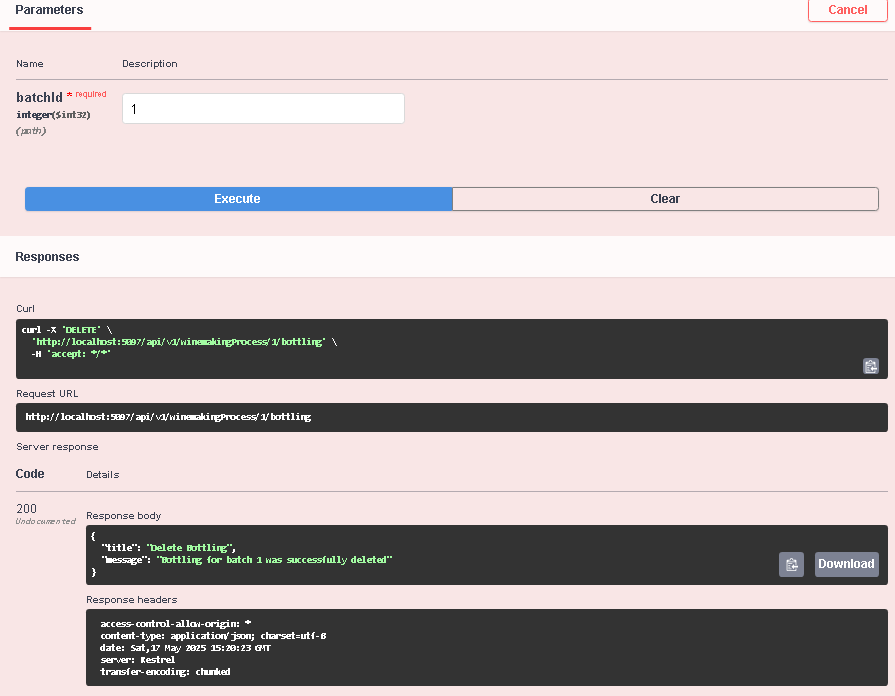 Parameters
Cancel
Name Description
batchId * required
integer($int32)
(path)
1
Execute Clear
Responses
Curl
curl -X 'DELETE' \
'http://localhost:5097/api/v1/winemakingProcess/1/bottling' \
-H 'accept: */*'
Request URL
http://localhost:5097/api/v1/winemakingProcess/1/bottling
Server response
Code Details
200
Undocumented
Response body
{
"title": "Delete Bottling",
"message": "Bottling for batch 1 was successfully deleted"
}
Download
Response headers
access-control-allow-origin: *
content-type: application/json; charset=utf-8
date: Sat,17 May 2025 15:20:23 GMT
server: Kestrel
transfer-encoding: chunked